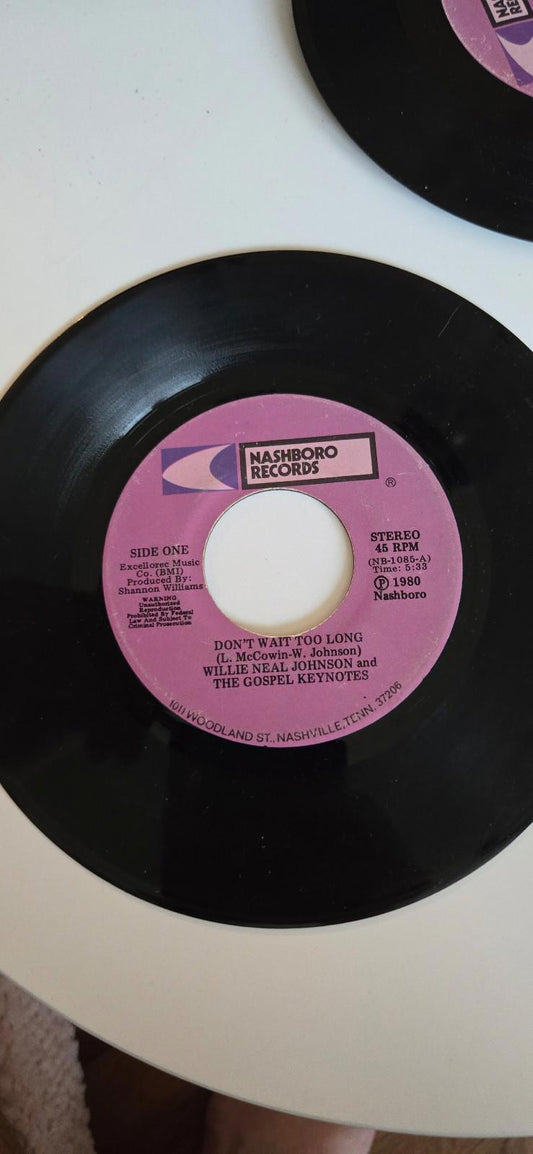 NASHBORO
RECORDS
®
SIDE ONE
Excellorec Music
Co. (BMI)
Produced By:
Shannon Williams
WARNING
Unauthorized
Reproduction
Prohibited By Federal
Law And Subject To
Criminal Prosecution
STEREO
45 RPM
(NB-1085-A)
Time: 5:33
Ⓟ 1980
Nashboro
DON'T WAIT TOO LONG
(L. McCowin-W. Johnson)
WILLIE NEAL JOHNSON and
THE GOSPEL KEYNOTES
1011 WOODLAND ST., NASHVILLE, TENN. 37206
NA
RE